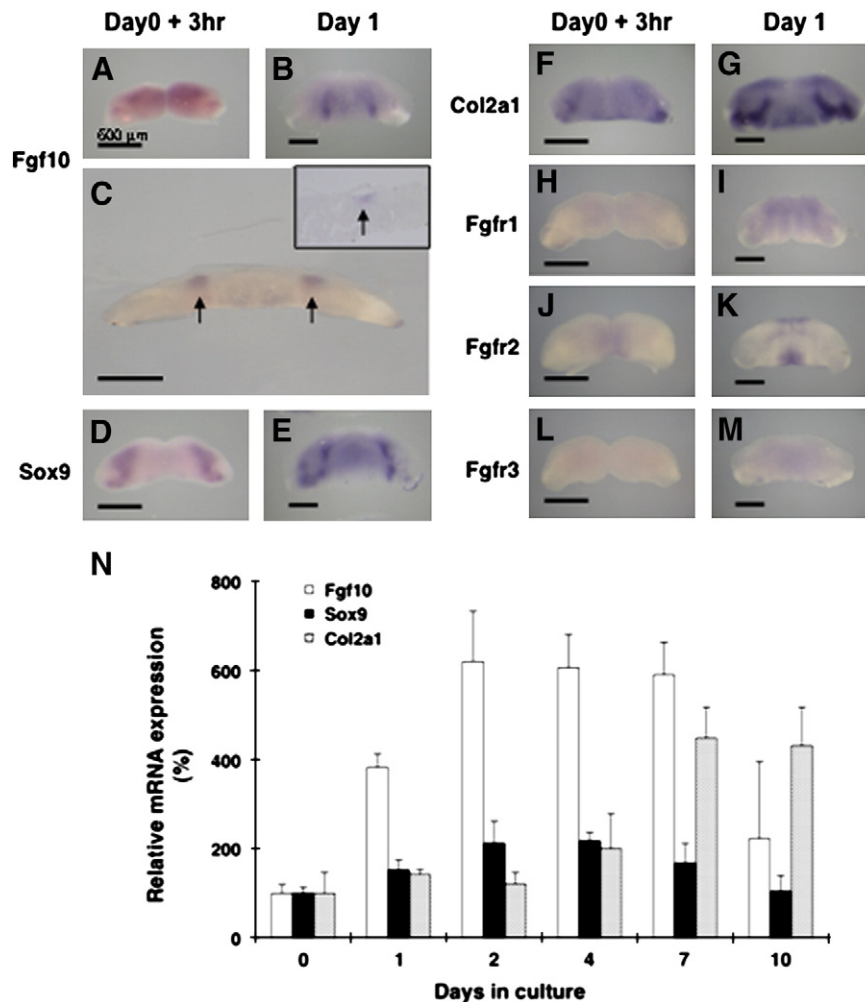 Day0 + 3hr
Day 1
Day0 + 3hr
Day 1
Fgf10
A
600 μm
B
C
Sox9
D
E
Col2a1
F
G
Fgfr1
H
I
Fgfr2
J
K
Fgfr3
L
M
N
Relative mRNA expression
(%)
800
600
400
200
0
Fgf10
Sox9
Col2a1
0
1
2
4
7
10
Days in culture